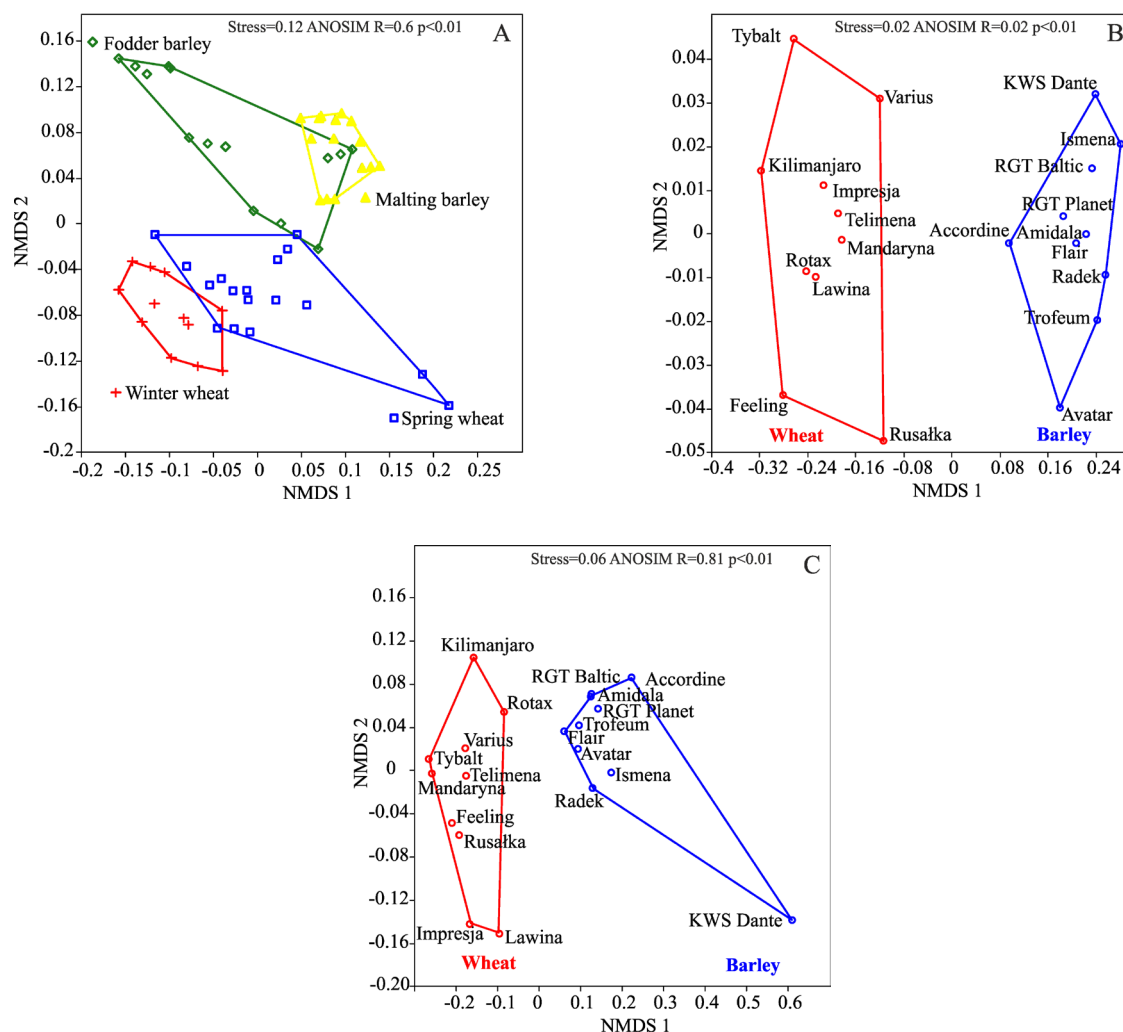 Stress=0.12 ANOSIM R=0.6 p<0.01
A
Fodder barley
Malting barley
Winter wheat
Spring wheat
0.16
0.12
0.08
0.04
0
-0.04
-0.08
-0.12
-0.16
-0.2
NMDS 2
-0.2 -0.15 -0.1 -0.05 0 0.05 0.1 0.15 0.2 0.25
NMDS 1
Stress=0.02 ANOSIM R=0.02 p<0.01
B
Tybalt
KWS Dante
Varius
Ismena
Kilimanjaro
RGT Baltic
Impresja
RGT Planet
Telimena
Accordine
Amidala
Mandaryna
Flair
Rotax
Radek
Lawina
Trofeum
Feeling
Avatar
Rusałka
Wheat
Barley
0.04
0.03
0.02
0.01
0
-0.01
-0.02
-0.03
-0.04
-0.05
NMDS 2
-0.4 -0.32 -0.24 -0.16 -0.02 0 0.08 0.16 0.24
NMDS 1
Stress=0.06 ANOSIM R=0.81 p<0.01
C
Kilimanjaro
RGT Baltic
Accordine
Amidala
Rotax
RGT Planet
Trofeum
Varius
Flair
Avatar
Tybalt
Telimena
Ismena
Mandaryna
Radek
Feeling
Rusałka
KWS Dante
Impresja
Lawina
Wheat
Barley
0.16
0.12
0.08
0.04
0
-0.04
-0.08
-0.12
-0.16
-0.20
NMDS 2
-0.2 -0.1 0 0.1 0.2 0.3 0.4 0.5 0.6
NMDS 1